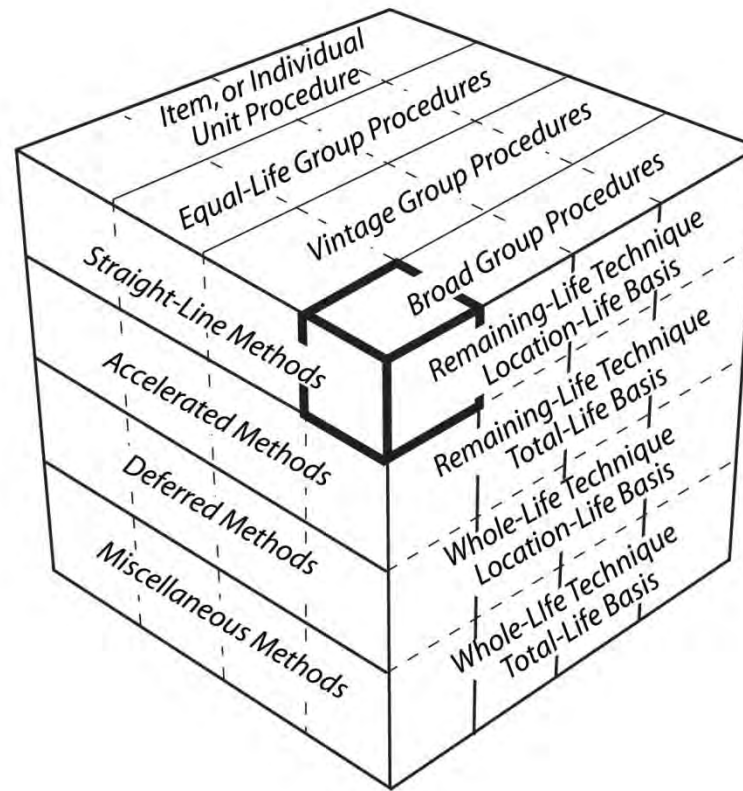 Item, or Individual
Unit Procedure
Equal-Life Group Procedures
Vintage Group Procedures
Broad Group Procedures
Straight-Line Methods
Accelerated Methods
Deferred Methods
Miscellaneous Methods
Remaining-Life Technique
Location-Life Basis
Remaining-Life Technique
Total-Life Basis
Whole-Life Technique
Location-Life Basis
Whole-LIfe Technique
Total-Life Basis